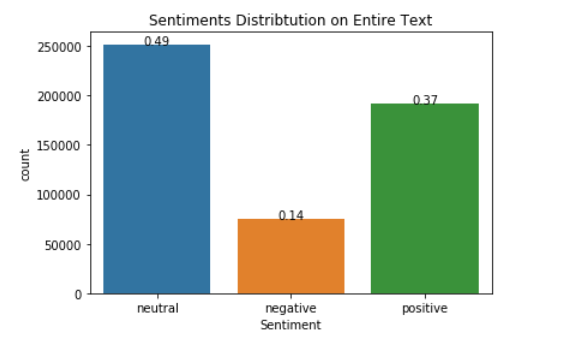 Sentiments Distribtution on Entire Text
250000
200000
150000
100000
50000
0
count
0.49
0.14
0.37
neutral negative positive
Sentiment